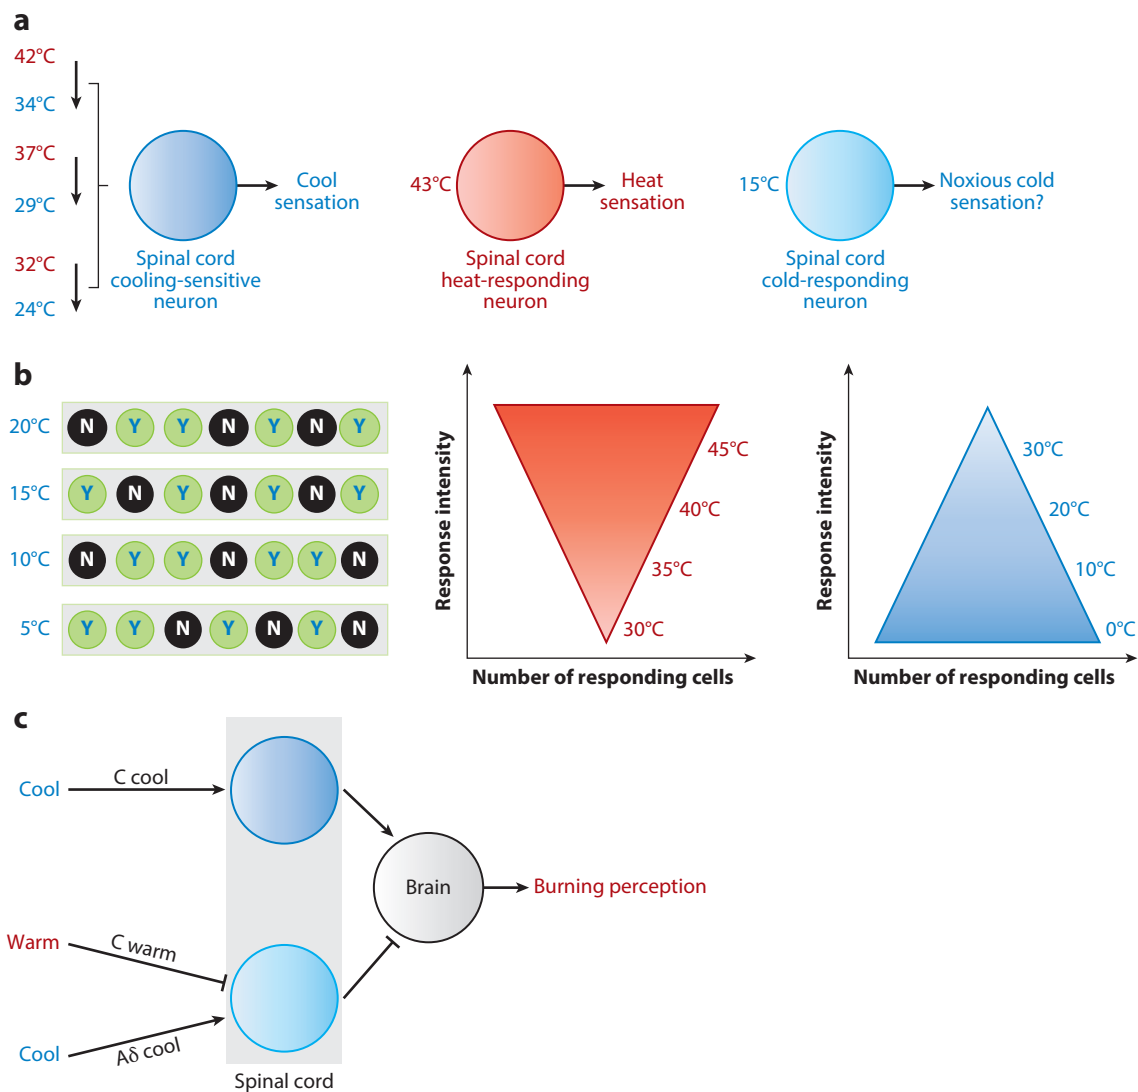 a
42°C
34°C
37°C
29°C
32°C
24°C
Cool
sensation
Spinal cord
cooling-sensitive
neuron
43°C
Heat
sensation
Spinal cord
heat-responding
neuron
15°C
Noxious cold
sensation?
Spinal cord
cold-responding
neuron
b
20°C N Y Y N Y N Y
15°C Y N Y N Y N Y
10°C N Y Y N Y Y N
5°C Y Y N Y N Y N
Response intensity
45°C
40°C
35°C
30°C
Number of responding cells
Response intensity
30°C
20°C
10°C
0°C
Number of responding cells
c
Cool
C cool
Warm
C warm
Cool
Aδ cool
Spinal cord
Brain
Burning perception